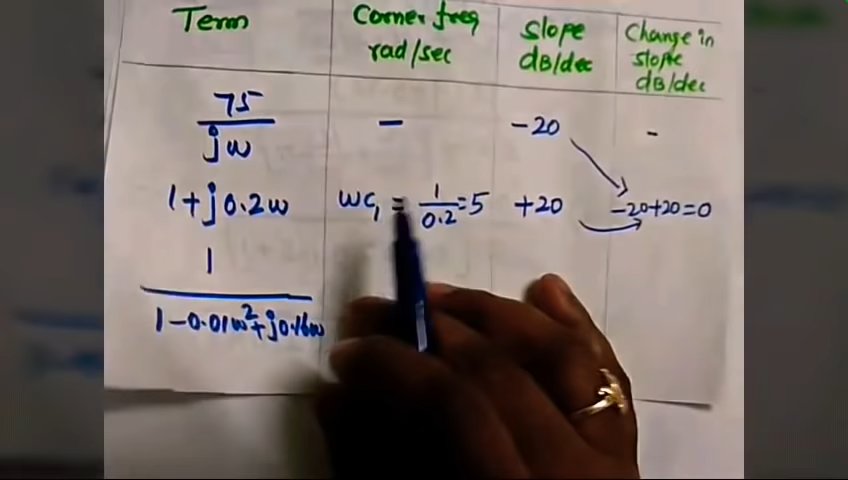 Term Corner freq rad/sec slope dB/dec Change in slope dB/dec
75/jω - -20 -
1+j0.2ω ωc₁ = 1/0.2 = 5 +20 -20+20=0
1/1-0.01ω²+j0.16ω